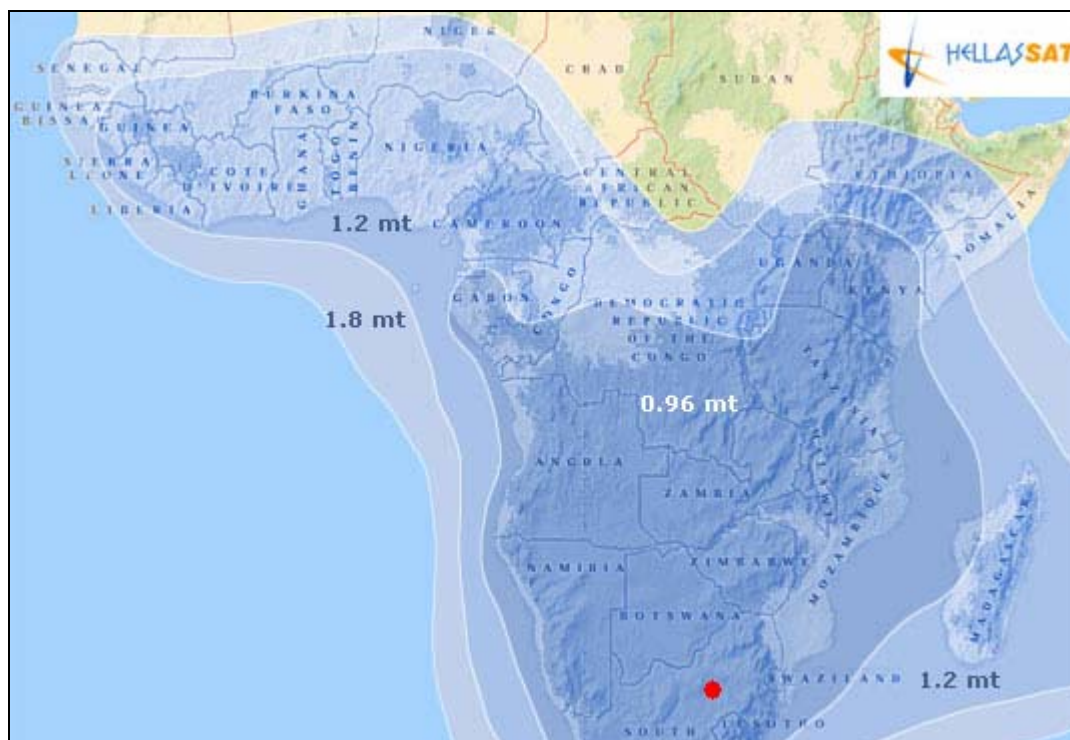 HELLASSAT
NIGER
CHAD
SUDAN
SENEGAL
GUINEA
BISSAU
BURKINA
FASO
GUINEA
SIERRA
LEONE
COTE
D'IVOIRE
GHANA
TOGO
BENIN
NIGERIA
LIBERIA
CENTRAL
AFRICAN
REPUBLIC
ETHIOPIA
SOMALIA
1.2 mt
CAMEROON
UGANDA
KENYA
GABON
CONGO
DEMOCRATIC
REPUBLIC
OF THE
CONGO
1.8 mt
TANZANIA
0.96 mt
ANGOLA
ZAMBIA
MALAWI
MOZAMBIQUE
NAMIBIA
ZIMBABWE
MADAGASCAR
BOTSWANA
SWAZILAND
1.2 mt
SOUTH
LESOTHO